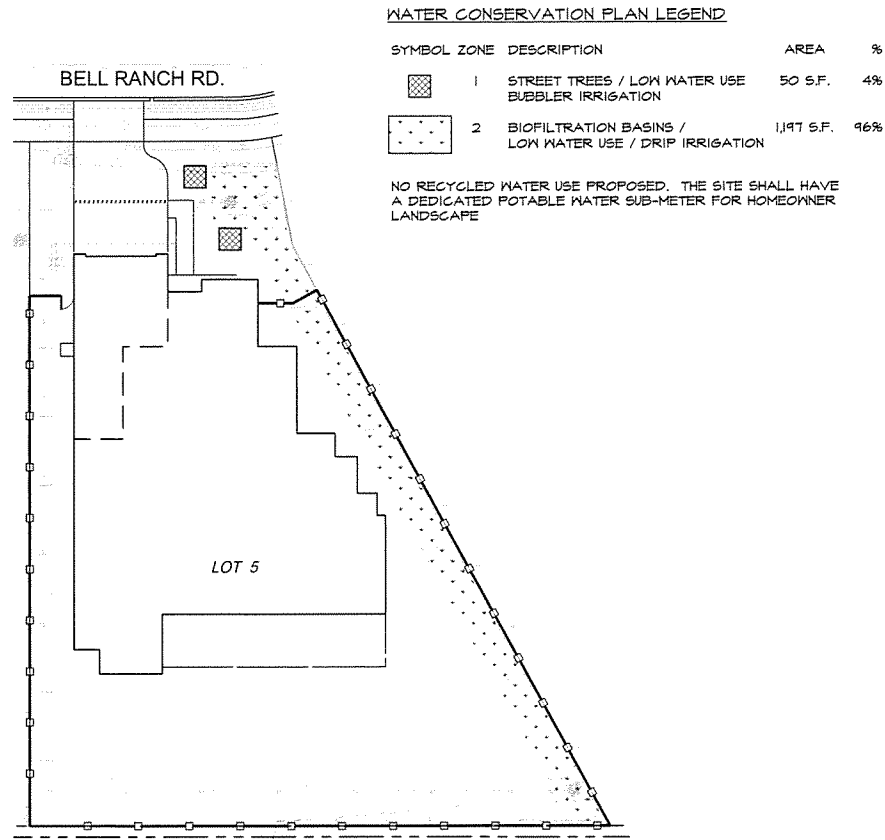 WATER CONSERVATION PLAN LEGEND
SYMBOL ZONE DESCRIPTION AREA %
1 STREET TREES / LOW WATER USE 50 S.F. 4%
BUBBLER IRRIGATION
2 BIOFILTRATION BASINS / 1,197 S.F. 96%
LOW WATER USE / DRIP IRRIGATION
NO RECYCLED WATER USE PROPOSED. THE SITE SHALL HAVE
A DEDICATED POTABLE WATER SUB-METER FOR HOMEOWNER
LANDSCAPE
BELL RANCH RD.
LOT 5